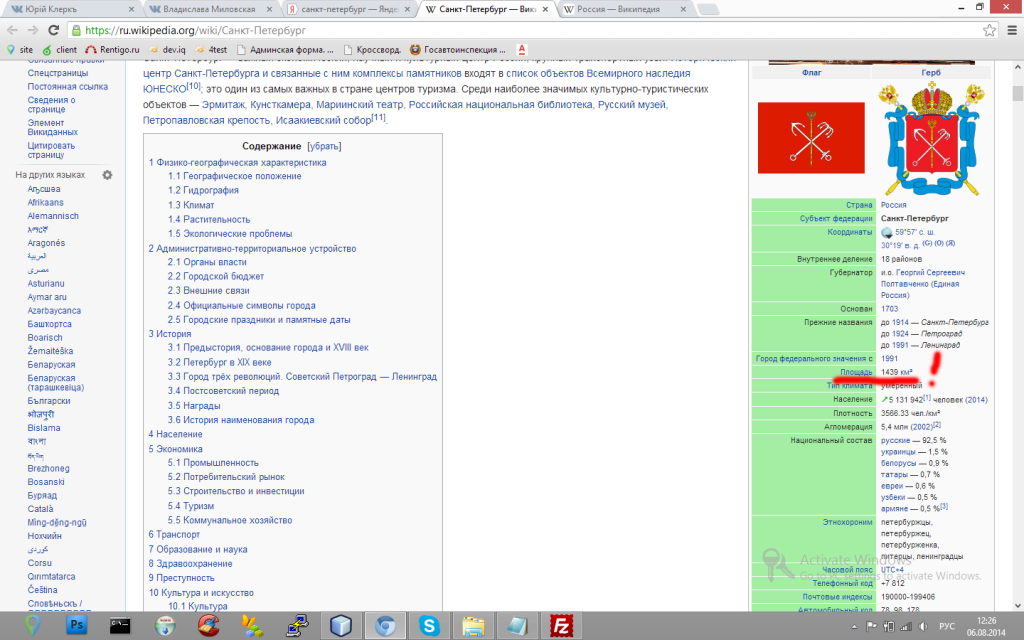 Юрій Клеркъ
Владислава Миловская
санкт-петербург — Янде
Санкт-Петербург — Вик
Россия — Википедия
https://ru.wikipedia.org/wiki/Санкт-Петербург
site
client
Rentigo.ru
dev.iq
4test
Админская форма. ...
Кроссворд.
Госавтоинспекция ...
Спецстраницы
Постоянная ссылка
Сведения о
странице
Элемент
Викиданных
Цитировать
страницу
На других языках
Аҧсшәа
Afrikaans
Alemannisch
አማርኛ
Aragonés
العربية
مصرى
Asturianu
Aymar aru
Azərbaycanca
Башҡортса
Boarisch
Žemaitėška
Беларуская
Беларуская
(тарашкевіца)
Български
भोजपुरी
Bislama
বাংলা
Brezhoneg
Bosanski
Буряад
Català
Mìng-dĕ̤ng-ngṳ̄
Нохчийн
کوردی
Corsu
Qırımtatarca
Čeština
Словѣньскъ /
центр Санкт-Петербурга и связанные с ним комплексы памятников входят в список объектов Всемирного наследия
ЮНЕСКО[10]; это один из самых важных в стране центров туризма. Среди наиболее значимых культурно-туристических
объектов — Эрмитаж, Кунсткамера, Мариинский театр, Российская национальная библиотека, Русский музей,
Петропавловская крепость, Исаакиевский собор[11].
Содержание [убрать]
1 Физико-географическая характеристика
1.1 Географическое положение
1.2 Гидрография
1.3 Климат
1.4 Растительность
1.5 Экологические проблемы
2 Административно-территориальное устройство
2.1 Органы власти
2.2 Городской бюджет
2.3 Внешние связи
2.4 Официальные символы города
2.5 Городские праздники и памятные даты
3 История
3.1 Предыстория, основание города и XVIII век
3.2 Петербург в XIX веке
3.3 Город трёх революций. Советский Петроград — Ленинград
3.4 Постсоветский период
3.5 Награды
3.6 История наименования города
4 Население
5 Экономика
5.1 Промышленность
5.2 Потребительский рынок
5.3 Строительство и инвестиции
5.4 Туризм
5.5 Коммунальное хозяйство
6 Транспорт
7 Образование и наука
8 Здравоохранение
9 Преступность
10 Культура и искусство
10.1 Культура
Флаг Герб
Страна Россия
Субъект федерации Санкт-Петербург
Координаты 59°57′ с. ш.
30°19′ в. д. (G) (O) (Я)
Внутреннее деление 18 районов
Губернатор и.о. Георгий Сергеевич
Полтавченко (Единая
Россия)
Основан 1703
Прежние названия до 1914 — Санкт-Петербург
до 1924 — Петроград
до 1991 — Ленинград
Город федерального значения с 1991
Площадь 1439 км² !
Тип климата умеренный
Население 5 131 942[1] человек (2014)
Плотность 3566.33 чел./км²
Агломерация 5,4 млн (2002)[2]
Национальный состав русские — 92,5 %
украинцы — 1,5 %
белорусы — 0,9 %
татары — 0,7 %
евреи — 0,6 %
узбеки — 0,5 %
армяне — 0,5 %[3]
Этнохороним петербуржцы,
петербуржец,
петербурженка,
питерцы, ленинградцы
Часовой пояс UTC+4
Телефонный код +7 812
Почтовые индексы 190000-199406
Автомобильный код 78, 98, 178
Activate Windows
Go to PC settings to activate Windows.
Ps
РУС
12:26
06.08.2014